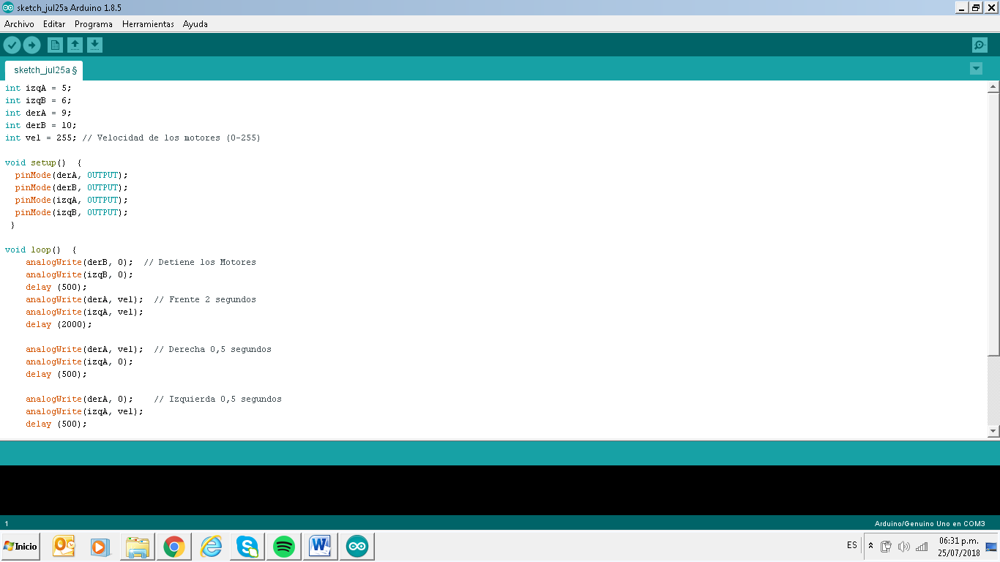 sketch_jul25a Arduino 1.8.5
Archivo Editar Programa Herramientas Ayuda
sketch_jul25a §
int izqA = 5;
int izqB = 6;
int derA = 9;
int derB = 10;
int vel = 255; // Velocidad de los motores (0-255)
void setup()  {
  pinMode(derA, OUTPUT);
  pinMode(derB, OUTPUT);
  pinMode(izqA, OUTPUT);
  pinMode(izqB, OUTPUT);
 }
void loop()  {
    analogWrite(derB, 0);  // Detiene los Motores
    analogWrite(izqB, 0);
    delay (500);
    analogWrite(derA, vel);  // Frente 2 segundos
    analogWrite(izqA, vel);
    delay (2000);
    analogWrite(derA, vel);  // Derecha 0,5 segundos
    analogWrite(izqA, 0);
    delay (500);
    analogWrite(derA, 0);    // Izquierda 0,5 segundos
    analogWrite(izqA, vel);
    delay (500);
1 Arduino/Genuino Uno en COM3
Inicio ES 06:31 p.m.
25/07/2018